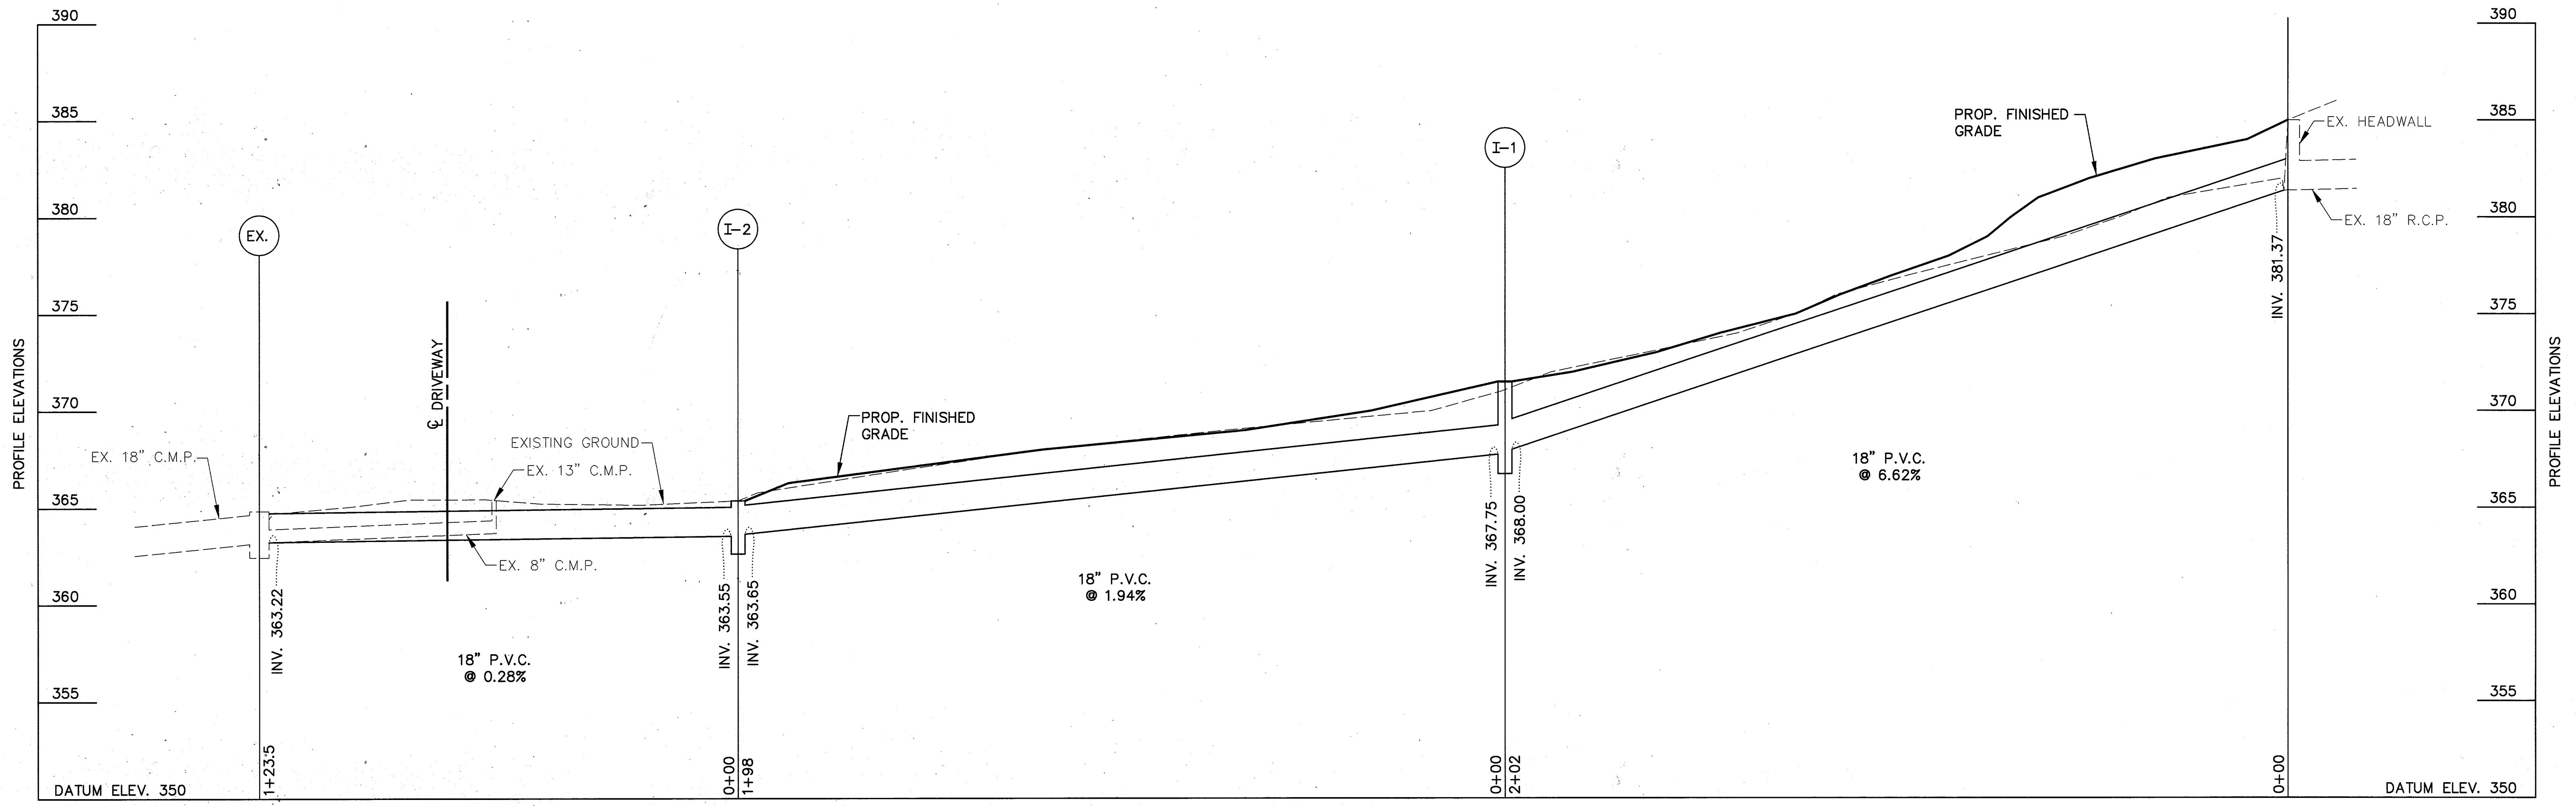 390
385
380
375
370
365
360
355
DATUM ELEV. 350
PROFILE ELEVATIONS
EX. 18" C.M.P.
EX.
INV. 363.22
1+23.5
℄ DRIVEWAY
EXISTING GROUND
EX. 13" C.M.P.
EX. 8" C.M.P.
18" P.V.C.
@ 0.28%
I-2
INV. 363.55
INV. 363.65
0+00
1+98
PROP. FINISHED
GRADE
18" P.V.C.
@ 1.94%
I-1
INV. 367.75
INV. 368.00
0+00
2+02
18" P.V.C.
@ 6.62%
PROP. FINISHED
GRADE
INV. 381.37
0+00
EX. HEADWALL
EX. 18" R.C.P.
390
385
380
375
370
365
360
355
DATUM ELEV. 350
PROFILE ELEVATIONS